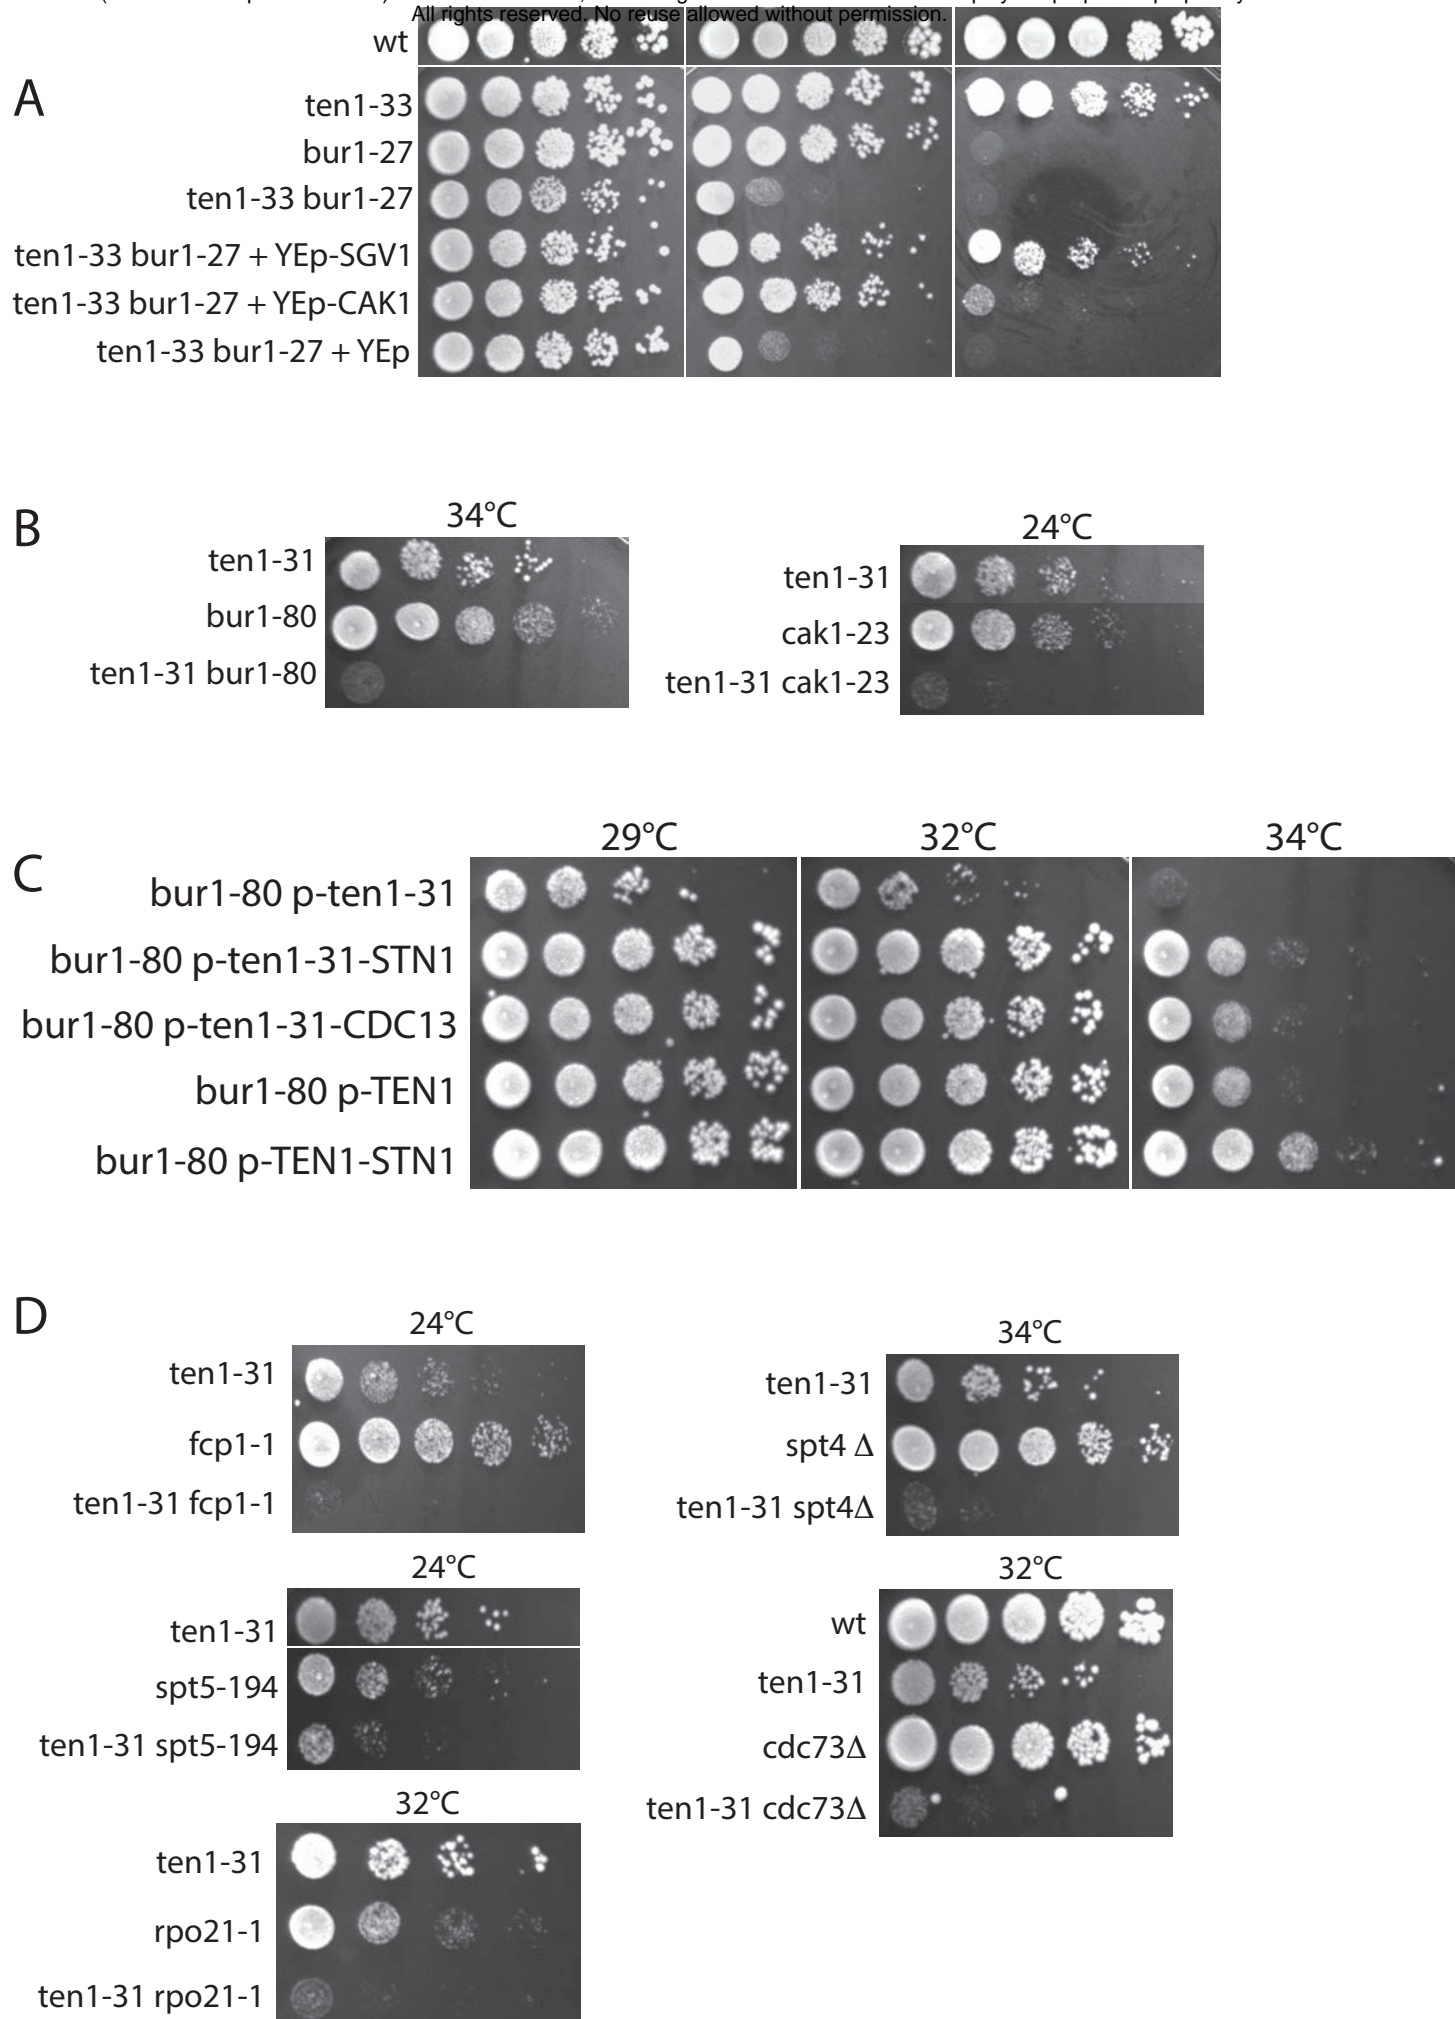 All rights reserved. No reuse allowed without permission.
wt
A
ten1-33
bur1-27
ten1-33 bur1-27
ten1-33 bur1-27 + YEp-SGV1
ten1-33 bur1-27 + YEp-CAK1
ten1-33 bur1-27 + YEp
B
34°C
ten1-31
bur1-80
ten1-31 bur1-80
24°C
ten1-31
cak1-23
ten1-31 cak1-23
C
29°C 32°C 34°C
bur1-80 p-ten1-31
bur1-80 p-ten1-31-STN1
bur1-80 p-ten1-31-CDC13
bur1-80 p-TEN1
bur1-80 p-TEN1-STN1
D
24°C
ten1-31
fcp1-1
ten1-31 fcp1-1
34°C
ten1-31
spt4 Δ
ten1-31 spt4Δ
24°C
ten1-31
spt5-194
ten1-31 spt5-194
32°C
wt
ten1-31
cdc73Δ
ten1-31 cdc73Δ
32°C
ten1-31
rpo21-1
ten1-31 rpo21-1